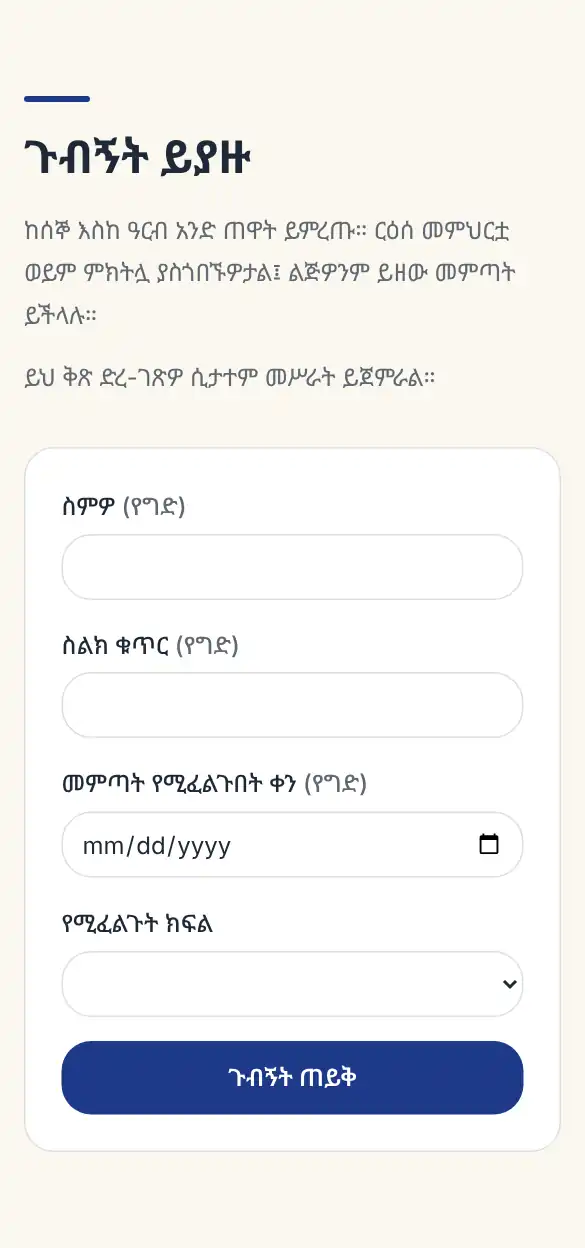 ጉብኝት ይያዙ
ከሰኞ እስከ ዓርብ አንድ ጠዋት ይምረጡ። ርዕሰ መምህርቷ
ወይም ምክትሏ ያስጎበኙዎታል፤ ልጅዎንም ይዘው መምጣት
ይችላሉ።
ይህ ቅጽ ድረ-ገጽዎ ሲታተም መሥራት ይጀምራል።
ስምዎ (የግድ)
ስልክ ቁጥር (የግድ)
መምጣት የሚፈልጉበት ቀን (የግድ)
mm/dd/yyyy
የሚፈልጉት ክፍል
ጉብኝት ጠይቅ